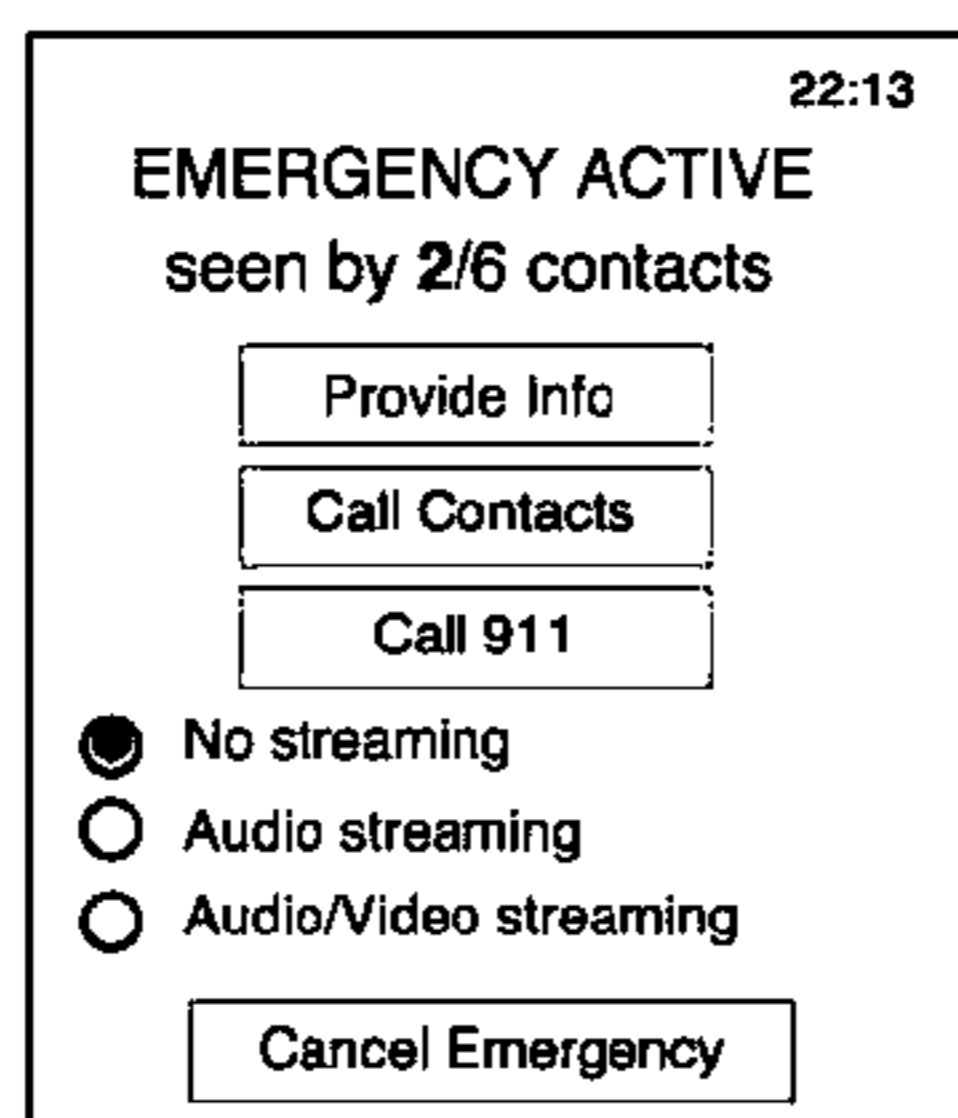 22:13
EMERGENCY ACTIVE
seen by 2/6 contacts
Provide Info
Call Contacts
Call 911
No streaming
Audio streaming
Audio/Video streaming
Cancel Emergency